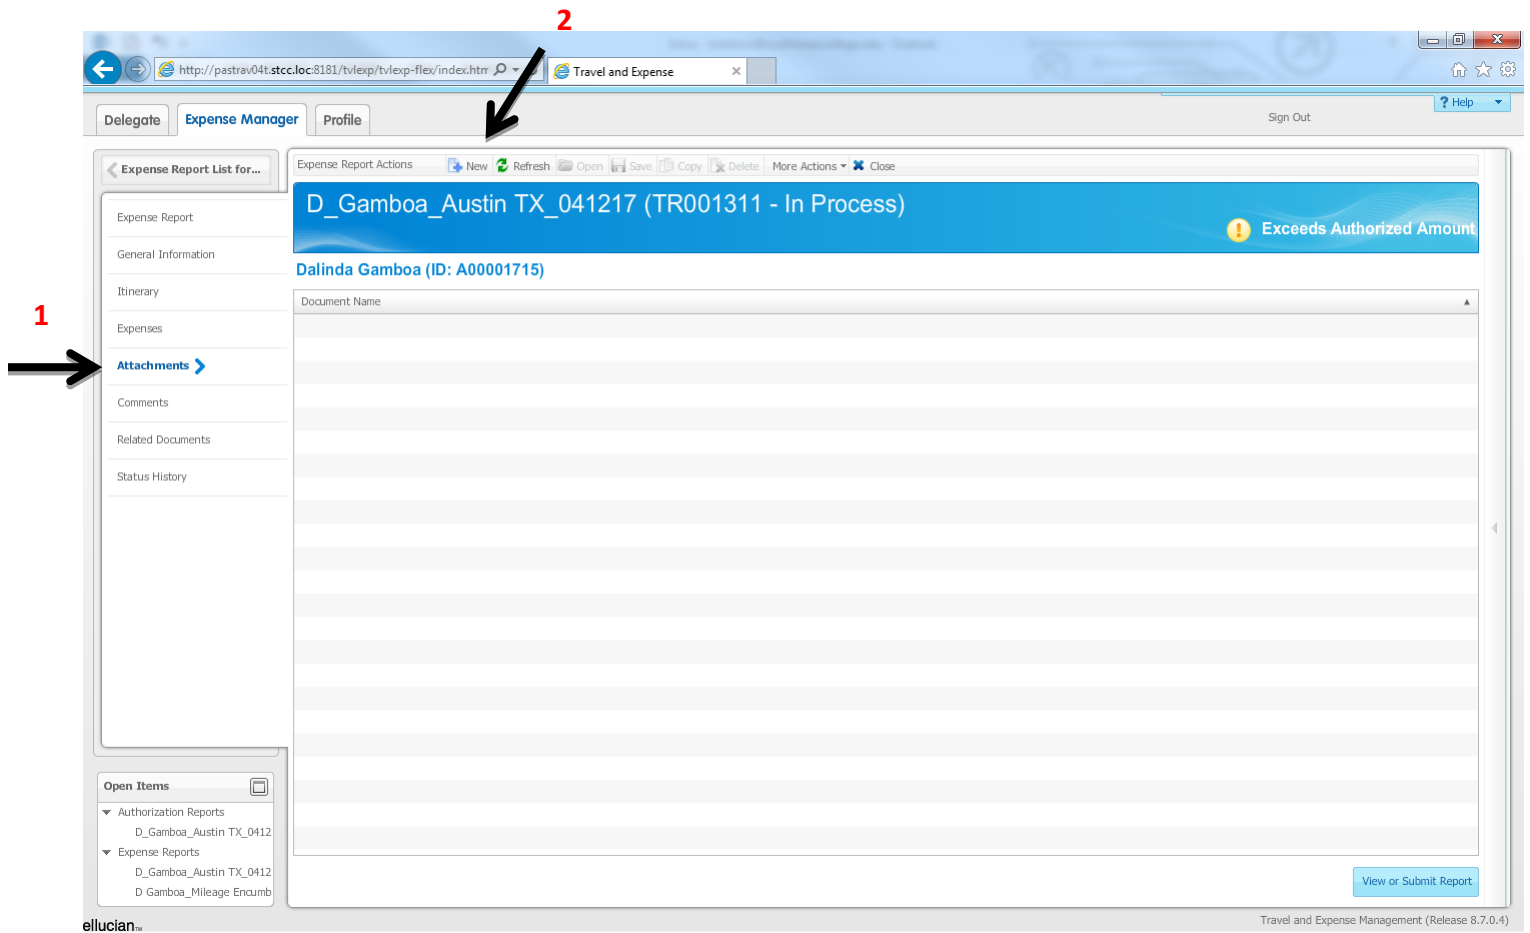 2
http://pastrav04t.stcc.loc:8181/tvlexp/tvlexp-flex/index.htm
Travel and Expense
Delegate
Expense Manager
Profile
Sign Out
? Help
Expense Report List for...
Expense Report Actions
New
Refresh
Open
Save
Copy
Delete
More Actions
Close
D_Gamboa_Austin TX_041217 (TR001311 - In Process)
Exceeds Authorized Amount
Dalinda Gamboa (ID: A00001715)
Document Name
Expense Report
General Information
Itinerary
1
Expenses
Attachments
Comments
Related Documents
Status History
Open Items
Authorization Reports
D_Gamboa_Austin TX_0412
Expense Reports
D_Gamboa_Austin TX_0412
D Gamboa_Mileage Encumb
View or Submit Report
ellucian™
Travel and Expense Management (Release 8.7.0.4)